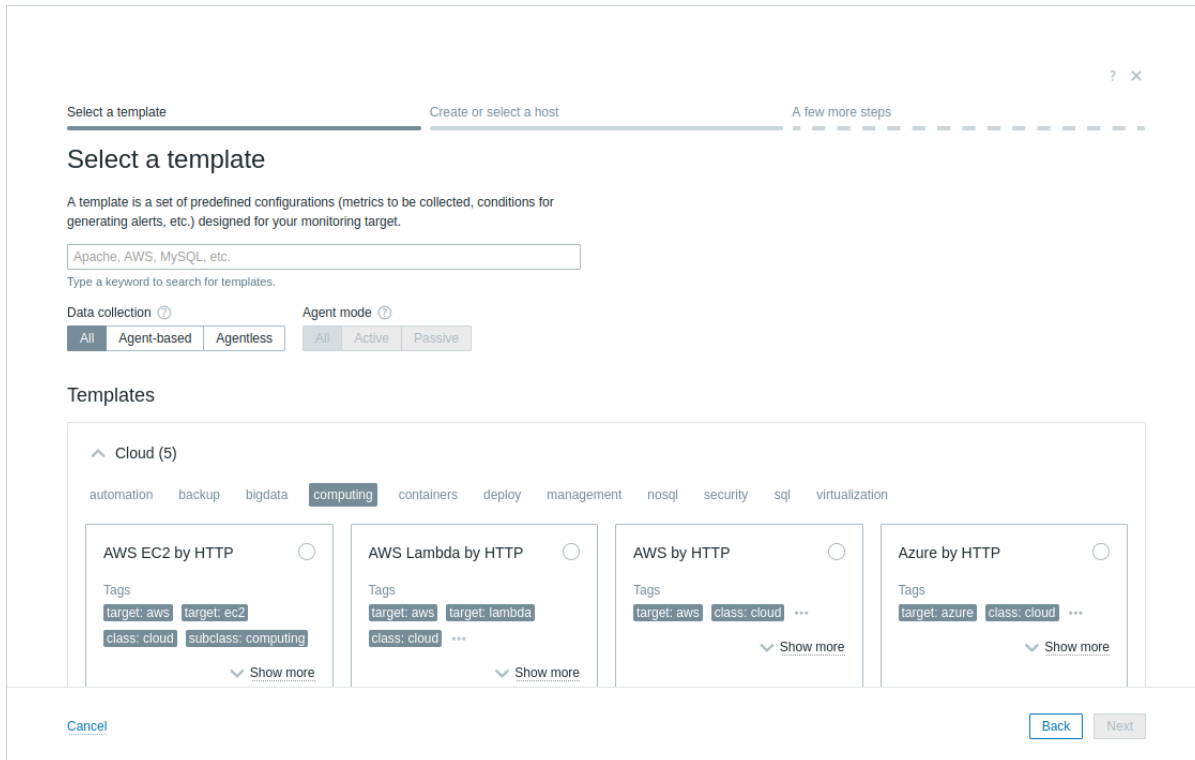 ?
Select a template Create or select a host A few more steps
Select a template
A template is a set of predefined configurations (metrics to be collected, conditions for
generating alerts, etc.) designed for your monitoring target.
Apache, AWS, MySQL, etc.
Type a keyword to search for templates.
Data collection ? Agent mode ?
All Agent-based Agentless All Active Passive
Templates
Cloud (5)
automation backup bigdata computing containers deploy management nosql security sql virtualization
AWS EC2 by HTTP AWS Lambda by HTTP AWS by HTTP Azure by HTTP
Tags Tags Tags Tags
target: aws target: ec2 target: aws target: lambda target: aws class: cloud ••• target: azure class: cloud •••
class: cloud subclass: computing class: cloud •••
Show more Show more
Show more Show more
Cancel Back Next